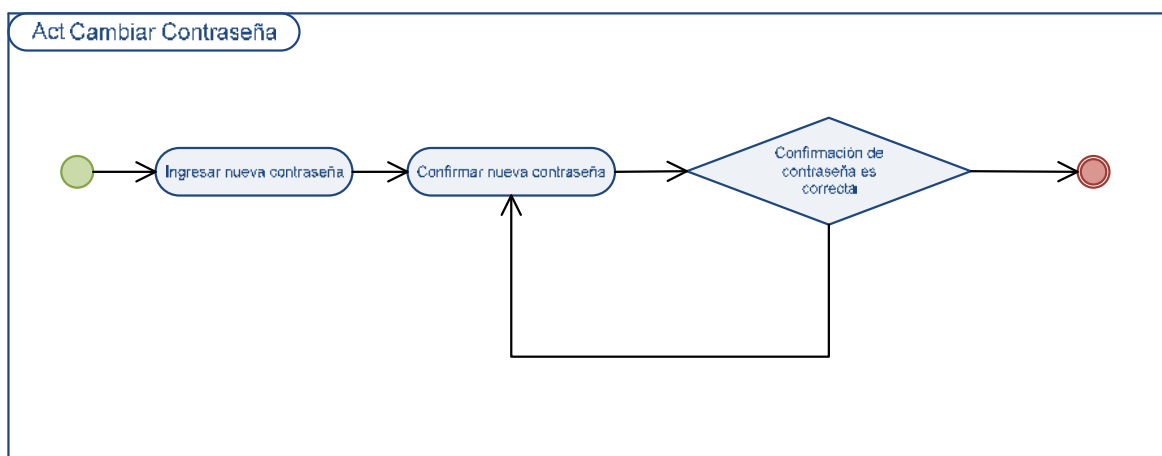 Act Cambiar Contraseña
Ingresar nueva contraseña
Confirmar nueva contraseña
Confirmación de
contraseña es
correcta